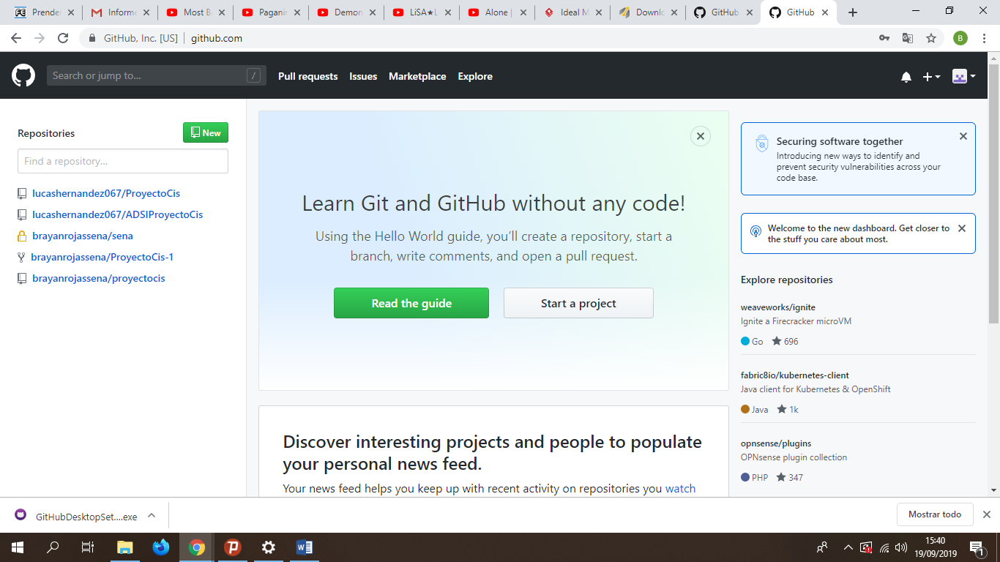 Prender
Informe
Most B
Paganir
Demon
LiSA★L
Alone |
Ideal M
Downlo
GitHub
GitHub
GitHub, Inc. [US] | github.com
B
Search or jump to... /
Pull requests Issues Marketplace Explore
Repositories
New
Find a repository...
lucashernandez067/ProyectoCis
lucashernandez067/ADSIProyectoCis
brayanrojassena/sena
brayanrojassena/ProyectoCis-1
brayanrojassena/proyectocis
Learn Git and GitHub without any code!
Using the Hello World guide, you’ll create a repository, start a
branch, write comments, and open a pull request.
Read the guide
Start a project
Discover interesting projects and people to populate
your personal news feed.
Your news feed helps you keep up with recent activity on repositories you watch
Securing software together
Introducing new ways to identify and
prevent security vulnerabilities across your
code base.
Welcome to the new dashboard. Get closer to
the stuff you care about most.
Explore repositories
weaveworks/ignite
Ignite a Firecracker microVM
Go 696
fabric8io/kubernetes-client
Java client for Kubernetes & OpenShift
Java 1k
opnsense/plugins
OPNsense plugin collection
PHP 347
GitHubDesktopSet....exe
Mostrar todo
15:40
19/09/2019
1